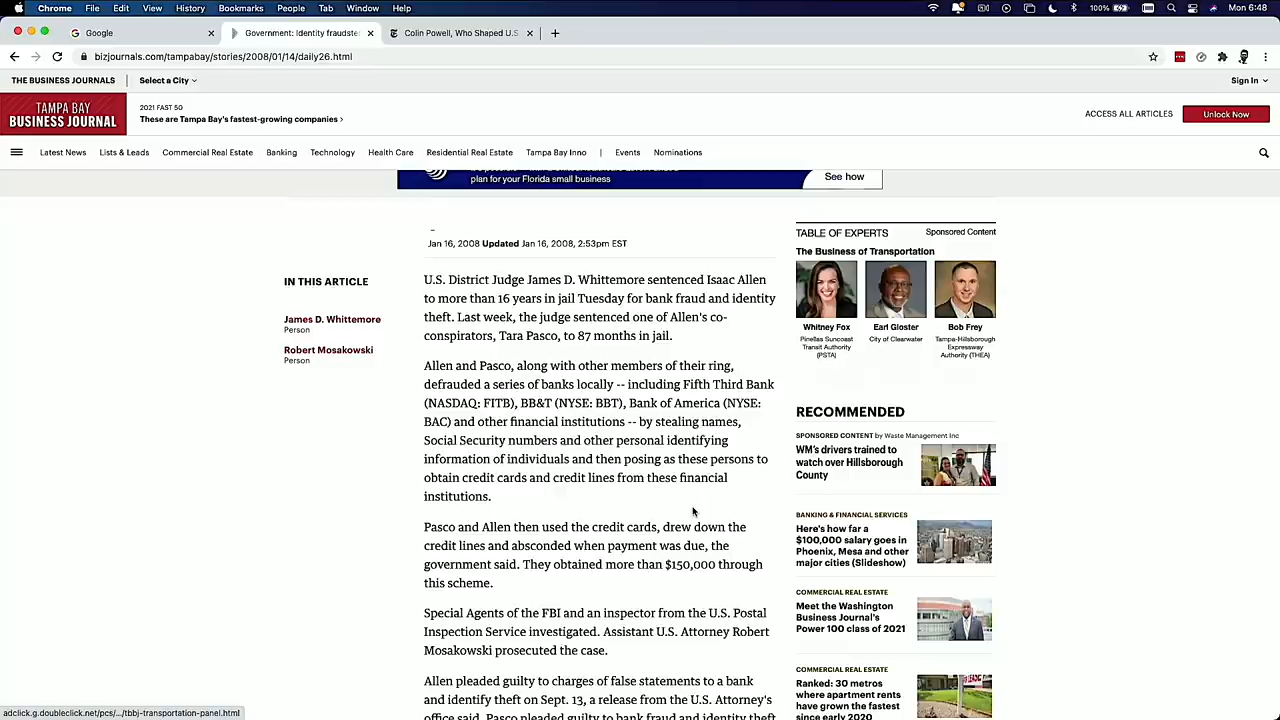 Chrome File Edit View History Bookmarks People Tab Window Help 100% Mon 6:48
Google Government: Identity fraudste Colin Powell, Who Shaped U.S
bizjournals.com/tampabay/stories/2008/01/14/daily26.html
THE BUSINESS JOURNALS Select a City Sign In
TAMPA BAY
BUSINESS JOURNAL
2021 FAST 50
These are Tampa Bay's fastest-growing companies >
ACCESS ALL ARTICLES Unlock Now
Latest News Lists & Leads Commercial Real Estate Banking Technology Health Care Residential Real Estate Tampa Bay Inno | Events Nominations
plan for your Florida small business
See how
Jan 16, 2008 Updated Jan 16, 2008, 2:53pm EST
IN THIS ARTICLE
James D. Whittemore
Person
Robert Mosakowski
Person
U.S. District Judge James D. Whittemore sentenced Isaac Allen
to more than 16 years in jail Tuesday for bank fraud and identity
theft. Last week, the judge sentenced one of Allen's co-
conspirators, Tara Pasco, to 87 months in jail.
Allen and Pasco, along with other members of their ring,
defrauded a series of banks locally -- including Fifth Third Bank
(NASDAQ: FITB), BB&T (NYSE: BBT), Bank of America (NYSE:
BAC) and other financial institutions -- by stealing names,
Social Security numbers and other personal identifying
information of individuals and then posing as these persons to
obtain credit cards and credit lines from these financial
institutions.
Pasco and Allen then used the credit cards, drew down the
credit lines and absconded when payment was due, the
government said. They obtained more than $150,000 through
this scheme.
Special Agents of the FBI and an inspector from the U.S. Postal
Inspection Service investigated. Assistant U.S. Attorney Robert
Mosakowski prosecuted the case.
Allen pleaded guilty to charges of false statements to a bank
and identify theft on Sept. 13, a release from the U.S. Attorney's
office said. Pasco pleaded guilty to bank fraud and identity theft
TABLE OF EXPERTS Sponsored Content
The Business of Transportation
Whitney Fox
Pinellas Suncoast
Transit Authority
(PSTA)
Earl Gloster
City of Clearwater
Bob Frey
Tampa-Hillsborough
Expressway
Authority (THEA)
RECOMMENDED
SPONSORED CONTENT by Waste Management Inc
WM's drivers trained to
watch over Hillsborough
County
BANKING & FINANCIAL SERVICES
Here's how far a
$100,000 salary goes in
Phoenix, Mesa and other
major cities (Slideshow)
COMMERCIAL REAL ESTATE
Meet the Washington
Business Journal's
Power 100 class of 2021
COMMERCIAL REAL ESTATE
Ranked: 30 metros
where apartment rents
have grown the fastest
since early 2020
adclick.g.doubleclick.net/pcs/.../tbbj-transportation-panel.html